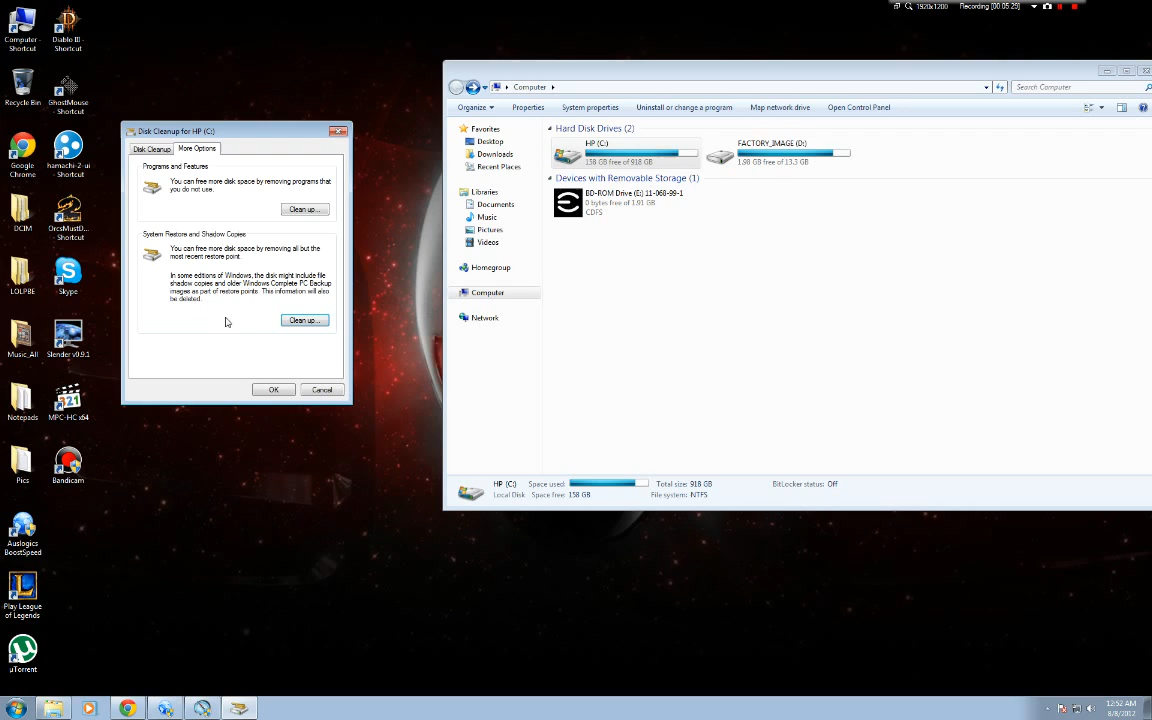 1920x1200
Recording [00:05:29]
Computer - Shortcut
Diablo III - Shortcut
Recycle Bin
GhostMouse - Shortcut
Google Chrome
hamachi-2-ui - Shortcut
DCIM
OrcsMustD... - Shortcut
LOLPBE
Skype
Music_All
Slender v0.9.1
Notepads
MPC-HC x64
Pics
Bandicam
Auslogics BoostSpeed
Play League of Legends
µTorrent
Disk Cleanup for HP (C:)
Disk Cleanup
More Options
Programs and Features
You can free more disk space by removing programs that
you do not use.
Clean up...
System Restore and Shadow Copies
You can free more disk space by removing all but the
most recent restore point.
In some editions of Windows, the disk might include file
shadow copies and older Windows Complete PC Backup
images as part of restore points. This information will also
be deleted.
Clean up...
OK
Cancel
Computer
Search Computer
Organize
Properties
System properties
Uninstall or change a program
Map network drive
Open Control Panel
Favorites
Desktop
Downloads
Recent Places
Libraries
Documents
Music
Pictures
Videos
Homegroup
Computer
Network
Hard Disk Drives (2)
HP (C:)
158 GB free of 918 GB
FACTORY_IMAGE (D:)
1.98 GB free of 13.3 GB
Devices with Removable Storage (1)
BD-ROM Drive (E:) 11-068-99-1
0 bytes free of 1.91 GB
CDFS
HP (C:)
Space used:
Total size: 918 GB
BitLocker status: Off
Local Disk
Space free: 158 GB
File system: NTFS
12:52 AM
8/8/2012